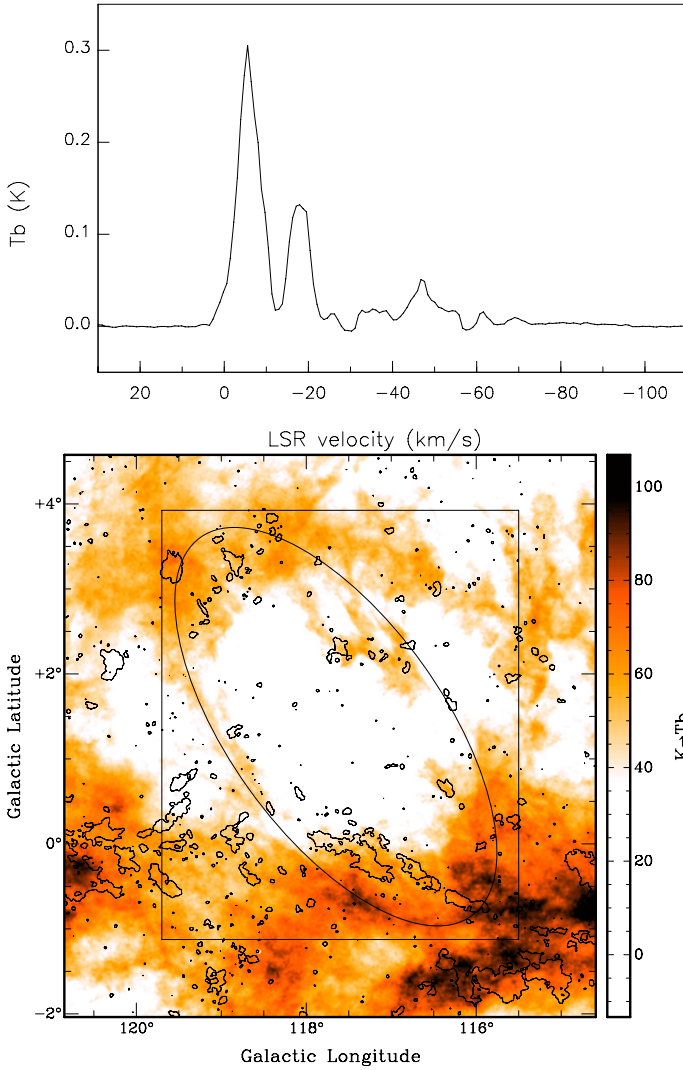 0.3
0.2
0.1
0.0
Tb (K)
20 0 −20 −40 −60 −80 −100
LSR velocity (km/s)
+4°
+2°
0°
−2°
Galactic Latitude
120° 118° 116°
Galactic Longitude
100
80
60
40
20
0
K→Tb